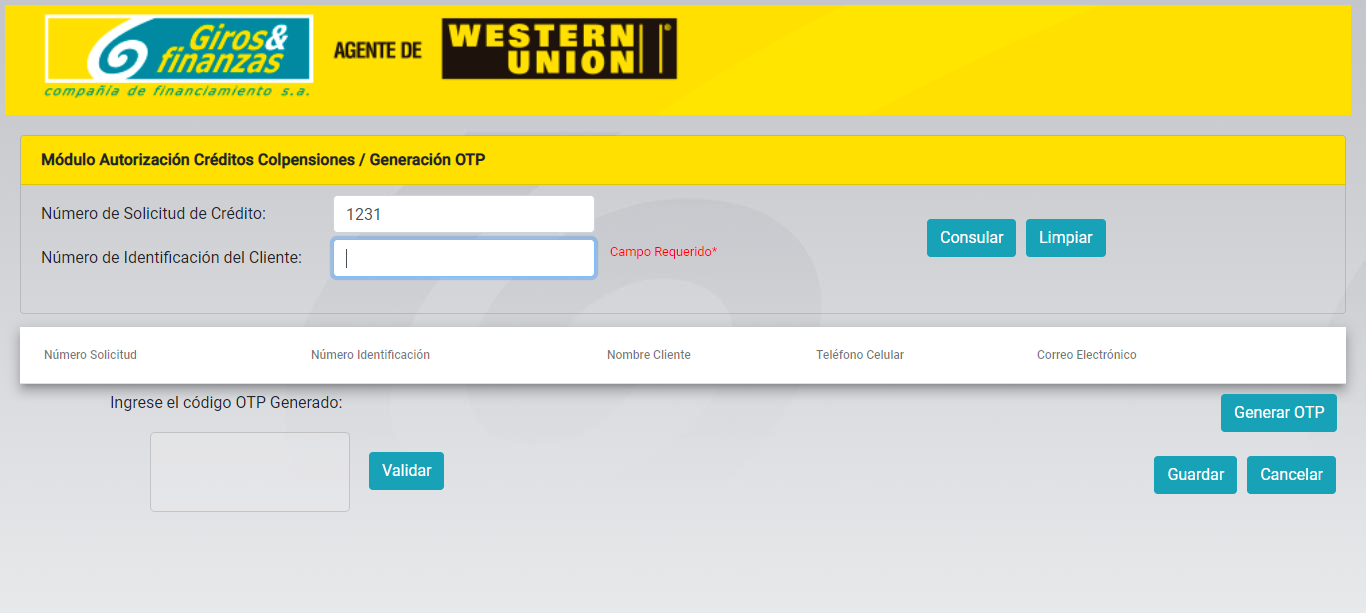 Giros&
finanzas
compañía de financiamiento s.a.
AGENTE DE
WESTERN
UNION
Módulo Autorización Créditos Colpensiones / Generación OTP
Número de Solicitud de Crédito:
1231
Número de Identificación del Cliente:
Campo Requerido*
Consular
Limpiar
Número Solicitud
Número Identificación
Nombre Cliente
Teléfono Celular
Correo Electrónico
Ingrese el código OTP Generado:
Generar OTP
Validar
Guardar
Cancelar